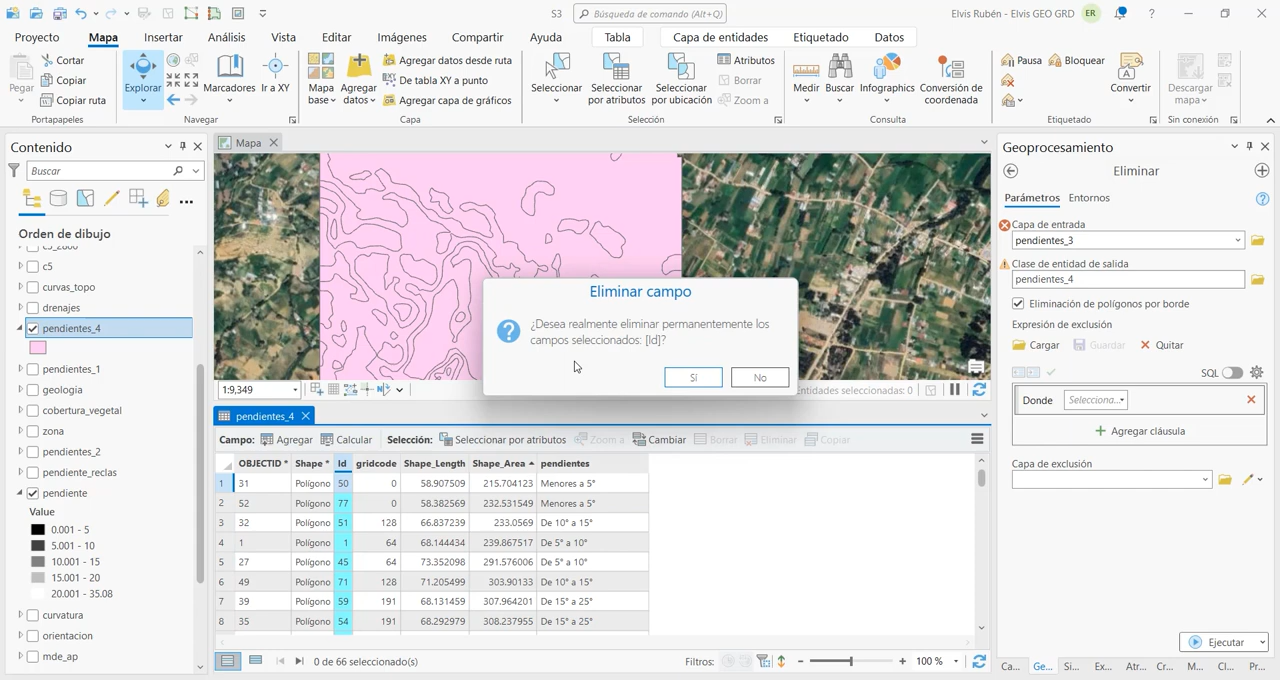 S3
Búsqueda de comando (Alt+Q)
Elvis Rubén - Elvis GEO GRD
ER
Proyecto Mapa Insertar Análisis Vista Editar Imágenes Compartir Ayuda Tabla Capa de entidades Etiquetado Datos
Pegar
Cortar
Copiar
Copiar ruta
Portapapeles
Explorar
Marcadores
Ir a XY
Navegar
Mapa base
Agregar datos
Agregar datos desde ruta
De tabla XY a punto
Agregar capa de gráficos
Capa
Seleccionar
Seleccionar por atributos
Seleccionar por ubicación
Atributos
Borrar
Zoom a
Selección
Medir
Buscar
Infographics
Conversión de coordenada
Consulta
Pausa
Bloquear
Convertir
Etiquetado
Descargar mapa
Sin conexión
Contenido
Buscar
Orden de dibujo
c5_2866
c5
curvas_topo
drenajes
pendientes_4
pendientes_1
geologia
cobertura_vegetal
zona
pendientes_2
pendiente_reclas
pendiente
Value
0.001 - 5
5.001 - 10
10.001 - 15
15.001 - 20
20.001 - 35.08
curvatura
orientacion
mde_ap
Mapa
Eliminar campo
¿Desea realmente eliminar permanentemente los
campos seleccionados: [Id]?
Sí
No
1:9,349
Entidades seleccionadas: 0
pendientes_4
Campo: Agregar Calcular Selección: Seleccionar por atributos Zoom a Cambiar Borrar Eliminar Copiar
OBJECTID * Shape * Id gridcode Shape_Length Shape_Area pendientes
1 31 Polígono 50 0 58.907509 215.704123 Menores a 5°
2 52 Polígono 77 0 58.382569 232.531549 Menores a 5°
3 32 Polígono 51 128 66.837239 233.0569 De 10° a 15°
4 1 Polígono 1 64 68.144434 239.867517 De 5° a 10°
5 27 Polígono 45 64 73.352098 291.576006 De 5° a 10°
6 49 Polígono 71 128 71.205499 303.90133 De 10° a 15°
7 39 Polígono 59 191 68.131459 307.964201 De 15° a 25°
8 35 Polígono 54 191 68.292979 308.237955 De 15° a 25°
0 de 66 seleccionado(s)
Filtros:
100 %
Geoprocesamiento
Eliminar
Parámetros Entornos
Capa de entrada
pendientes_3
Clase de entidad de salida
pendientes_4
Eliminación de polígonos por borde
Expresión de exclusión
Cargar Guardar Quitar
SQL
Donde Selecciona...
Agregar cláusula
Capa de exclusión
Ejecutar
Ca... Ge... Si... Ex... Atr... Cr... M... Cl... Pr...